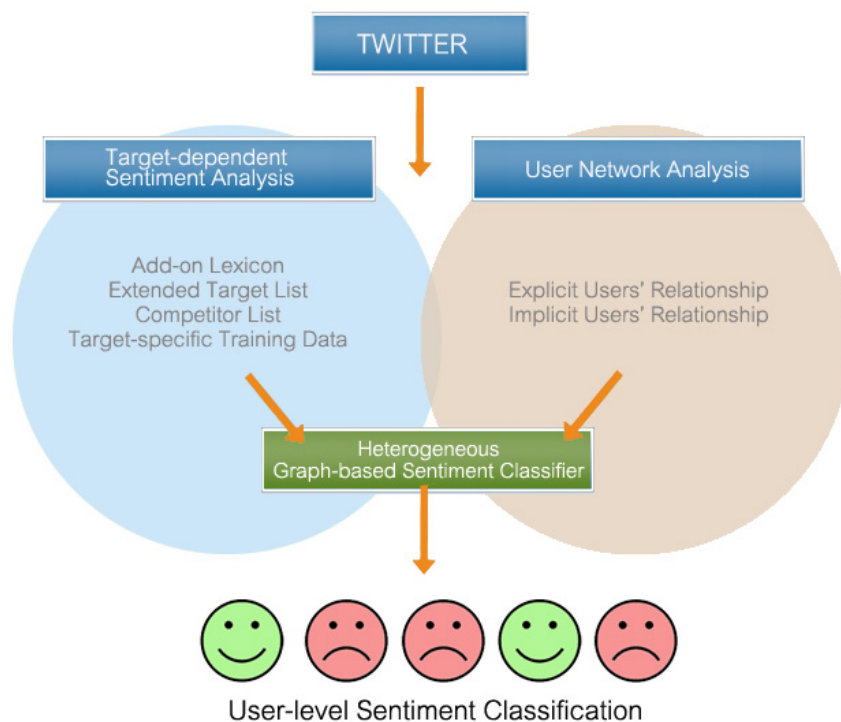 TWITTER
Target-dependent
Sentiment Analysis
User Network Analysis
Add-on Lexicon
Extended Target List
Competitor List
Target-specific Training Data
Explicit Users' Relationship
Implicit Users' Relationship
Heterogeneous
Graph-based Sentiment Classifier
User-level Sentiment Classification